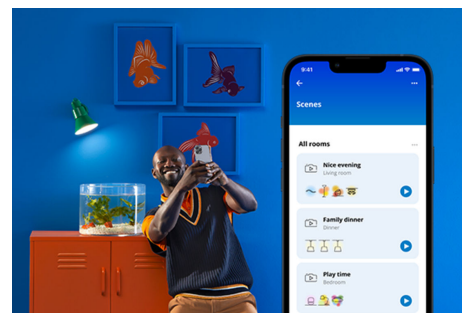 9:41
Scenes
All rooms
Nice evening
Living room
Family dinner
Dinner
Play time
Bedroom